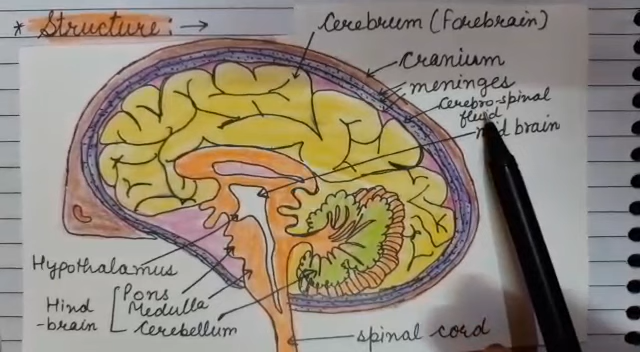 * Structure: →
Cerebrum (Forebrain)
Cranium
meninges
Cerebro-spinal
fluid
mid brain
Hypothalamus
Hind
-brain
Pons
Medulla
Cerebellum
spinal cord